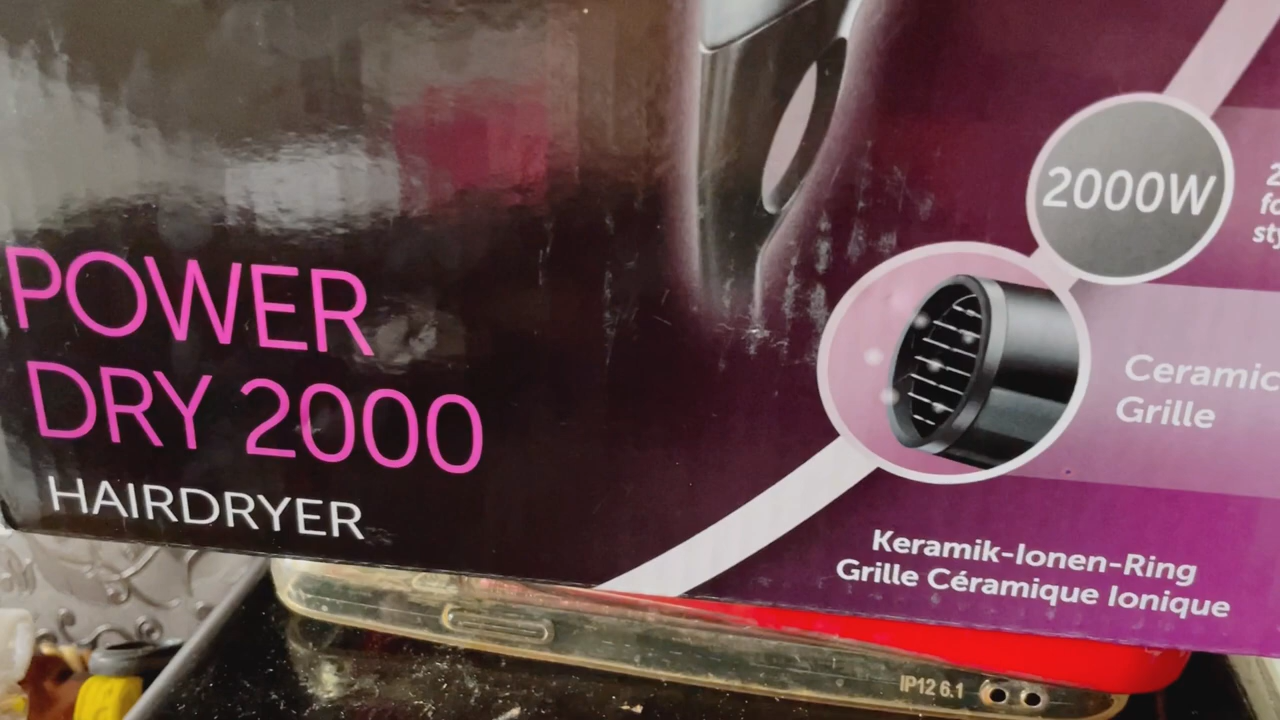 POWER
DRY 2000
HAIRDRYER
2000W
Ceramic
Grille
Keramik-Ionen-Ring
Grille Céramique Ionique
IP12 6.1